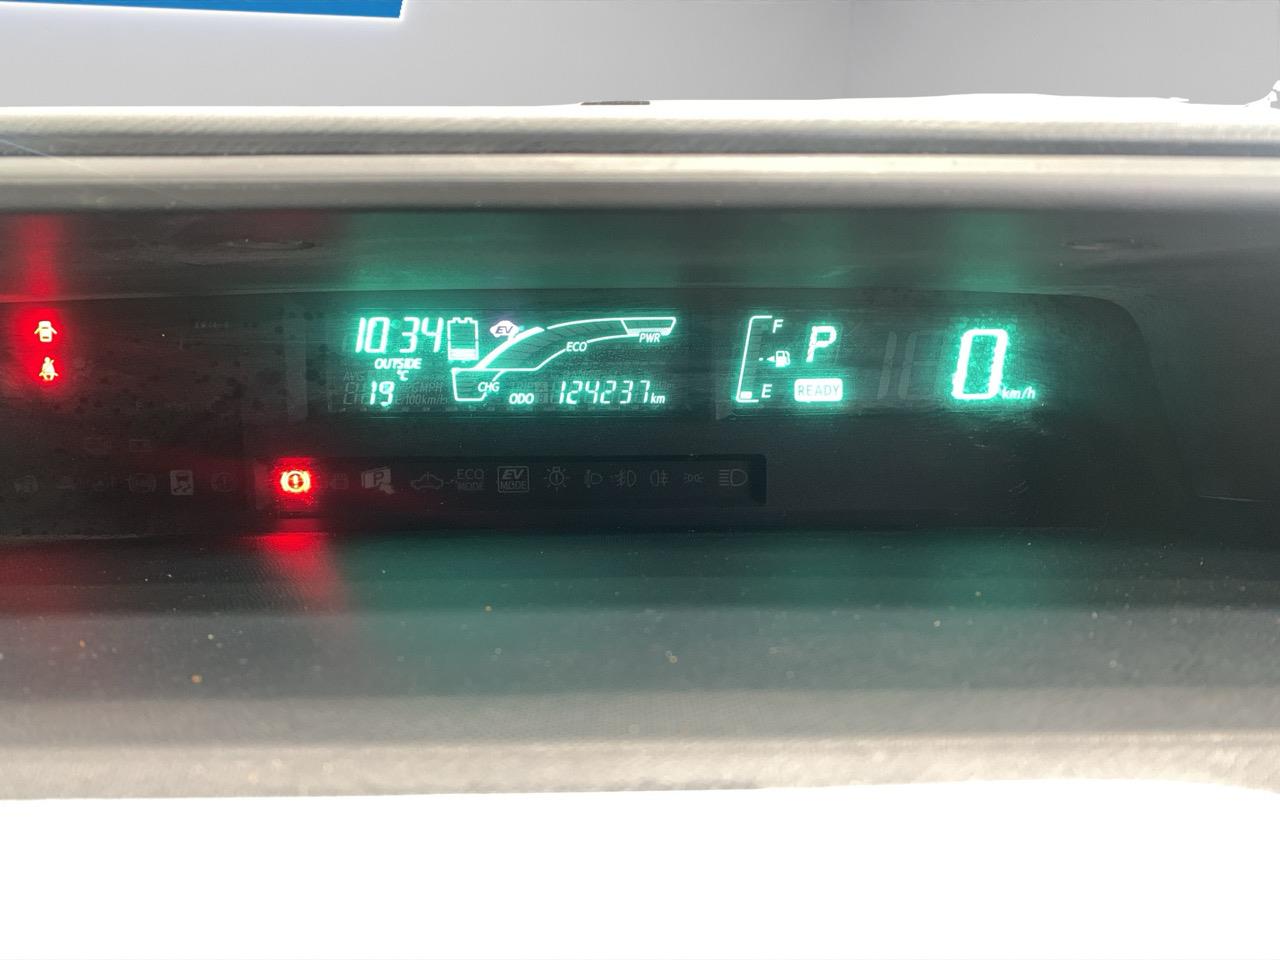 10:34
EV
ECO
PWR
OUTSIDE
°C
19
CHG
ODO 124237 km
F
E
P
READY
0 km/h
P
ECO MODE
EV MODE